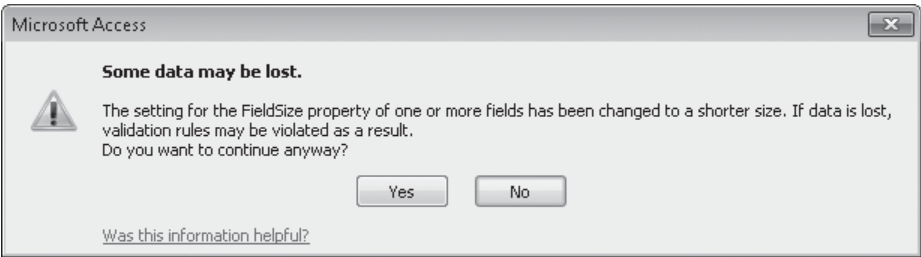 Microsoft Access
Some data may be lost.
The setting for the FieldSize property of one or more fields has been changed to a shorter size. If data is lost,
validation rules may be violated as a result.
Do you want to continue anyway?
Yes No
Was this information helpful?